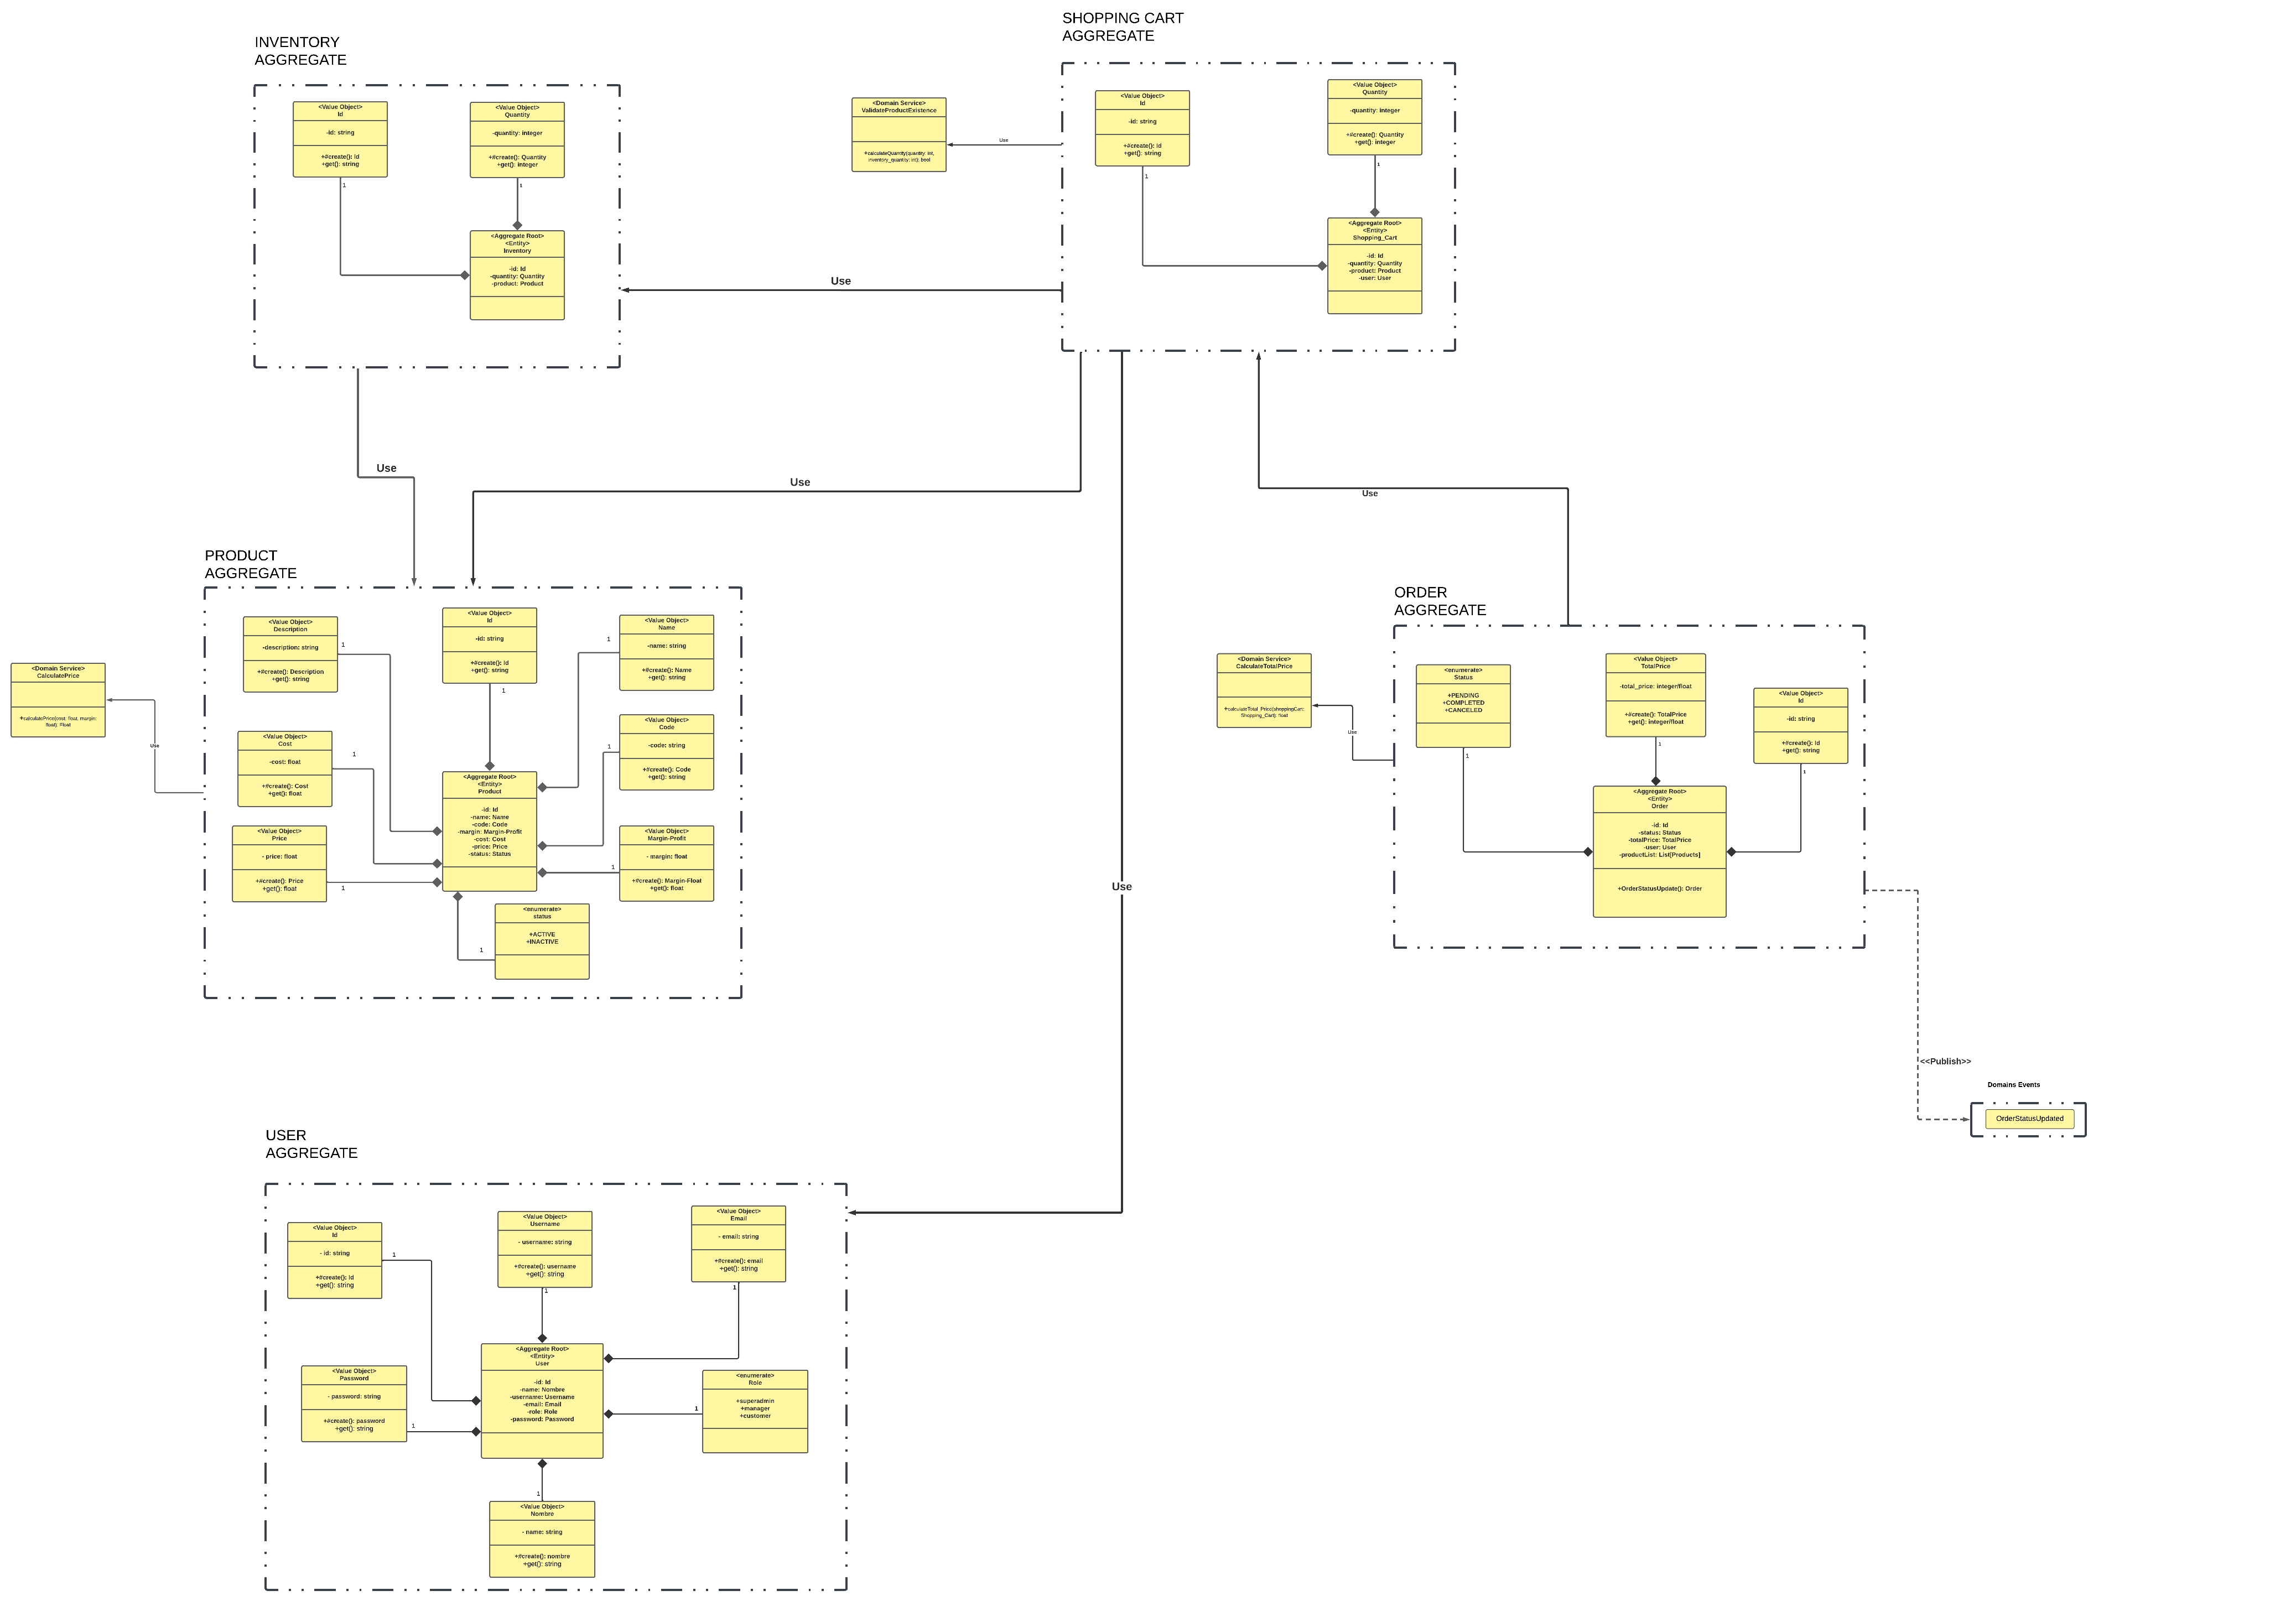 INVENTORY
AGGREGATE
<Value Object>
Id
-id: string
+#create(): Id
+get(): string
1
<Value Object>
Quantity
-quantity: integer
+#create(): Quantity
+get(): integer
1
<Aggregate Root>
<Entity>
Inventory
-id: Id
-quantity: Quantity
-product: Product
SHOPPING CART
AGGREGATE
<Domain Service>
ValidateProductExistence
+calculateQuantity(quantity: int,
inventory_quantity: int): bool
Use
<Value Object>
Id
-id: string
+#create(): Id
+get(): string
1
<Value Object>
Quantity
-quantity: integer
+#create(): Quantity
+get(): integer
1
<Aggregate Root>
<Entity>
Shopping_Cart
-id: Id
-quantity: Quantity
-product: Product
-user: User
Use
Use
Use
Use
PRODUCT
AGGREGATE
<Domain Service>
CalculatePrice
+calculatePrice(cost: float, margin:
float): Float
Use
<Value Object>
Description
-description: string
+#create(): Description
+get(): string
1
<Value Object>
Id
-id: string
+#create(): Id
+get(): string
1
<Value Object>
Name
-name: string
+#create(): Name
+get(): string
1
<Value Object>
Cost
-cost: float
+#create(): Cost
+get(): float
1
<Value Object>
Code
-code: string
+#create(): Code
+get(): string
1
<Aggregate Root>
<Entity>
Product
-id: Id
-name: Name
-code: Code
-margin: Margin-Profit
-cost: Cost
-price: Price
-status: Status
<Value Object>
Price
- price: float
+#create(): Price
+get(): float
1
<Value Object>
Margin-Profit
- margin: float
+#create(): Margin-Float
+get(): float
1
<enumerate>
status
+ACTIVE
+INACTIVE
1
ORDER
AGGREGATE
<Domain Service>
CalculateTotalPrice
+calculateTotal_Price(shoppingCart:
Shopping_Cart): float
Use
<enumerate>
Status
+PENDING
+COMPLETED
+CANCELED
1
<Value Object>
TotalPrice
-total_price: integer/float
+#create(): TotalPrice
+get(): integer/float
1
<Value Object>
Id
-id: string
+#create(): Id
+get(): string
1
<Aggregate Root>
<Entity>
Order
-id: Id
-status: Status
-totalPrice: TotalPrice
-user: User
-productList: List[Products]
+OrderStatusUpdate(): Order
Use
<<Publish>>
Domains Events
OrderStatusUpdated
USER
AGGREGATE
<Value Object>
Id
- id: string
+#create(): Id
+get(): string
1
<Value Object>
Username
- username: string
+#create(): username
+get(): string
1
<Value Object>
Email
- email: string
+#create(): email
+get(): string
1
<Value Object>
Password
- password: string
+#create(): password
+get(): string
1
<Aggregate Root>
<Entity>
User
-id: Id
-name: Nombre
-username: Username
-email: Email
-role: Role
-password: Password
<enumerate>
Role
+superadmin
+manager
+customer
1
<Value Object>
Nombre
- name: string
+#create(): nombre
+get(): string
1